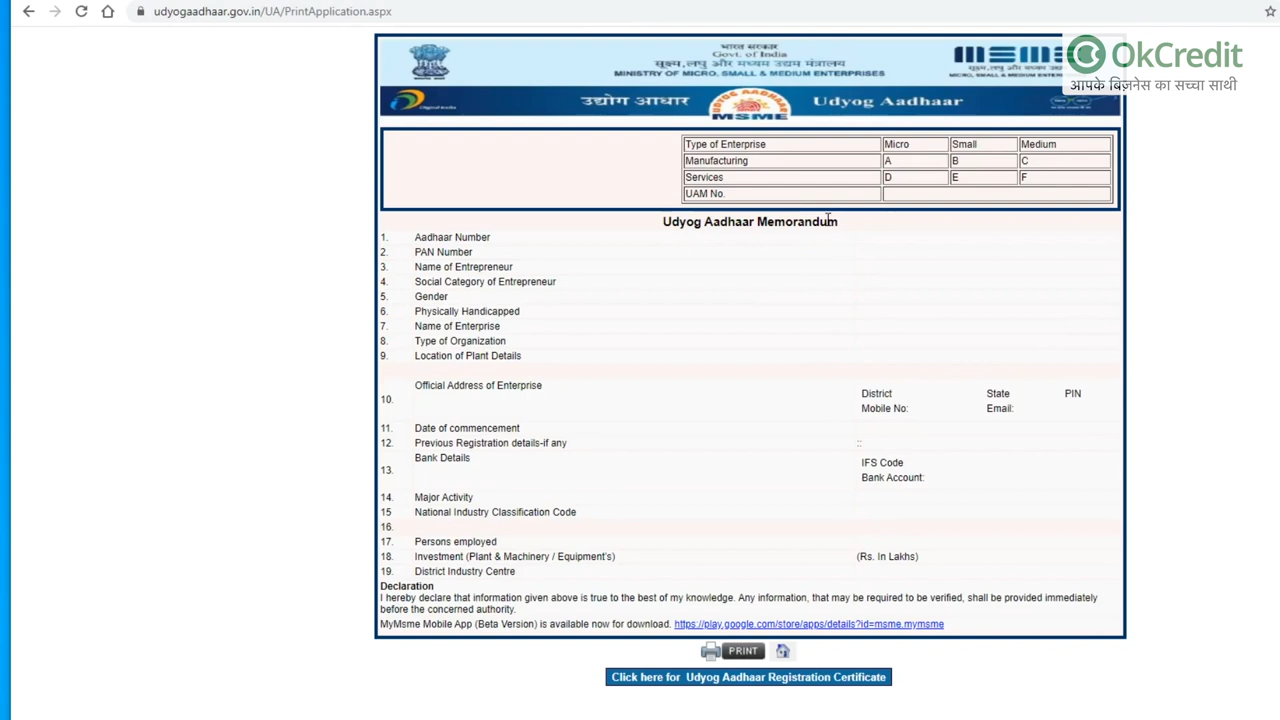 udyogaadhaar.gov.in/UA/PrintApplication.aspx
भारत सरकार
Govt. of India
सूक्ष्म,लघु और मध्यम उद्यम मंत्रालय
MINISTRY OF MICRO, SMALL & MEDIUM ENTERPRISES
OkCredit
आपके बिज़नेस का सच्चा साथी
Digital India
उद्योग आधार
UDYOG AADHAAR
MSME
Udyog Aadhaar
Type of Enterprise Micro Small Medium
Manufacturing A B C
Services D E F
UAM No.
Udyog Aadhaar Memorandum
1. Aadhaar Number
2. PAN Number
3. Name of Entrepreneur
4. Social Category of Entrepreneur
5. Gender
6. Physically Handicapped
7. Name of Enterprise
8. Type of Organization
9. Location of Plant Details
10. Official Address of Enterprise
District State PIN
Mobile No: Email:
11. Date of commencement
12. Previous Registration details-if any ::
13. Bank Details
IFS Code
Bank Account:
14. Major Activity
15 National Industry Classification Code
16.
17. Persons employed
18. Investment (Plant & Machinery / Equipment's) (Rs. In Lakhs)
19. District Industry Centre
Declaration
I hereby declare that information given above is true to the best of my knowledge. Any information, that may be required to be verified, shall be provided immediately
before the concerned authority.
MyMsme Mobile App (Beta Version) is available now for download. https://play.google.com/store/apps/details?id=msme.mymsme
PRINT
Click here for Udyog Aadhaar Registration Certificate